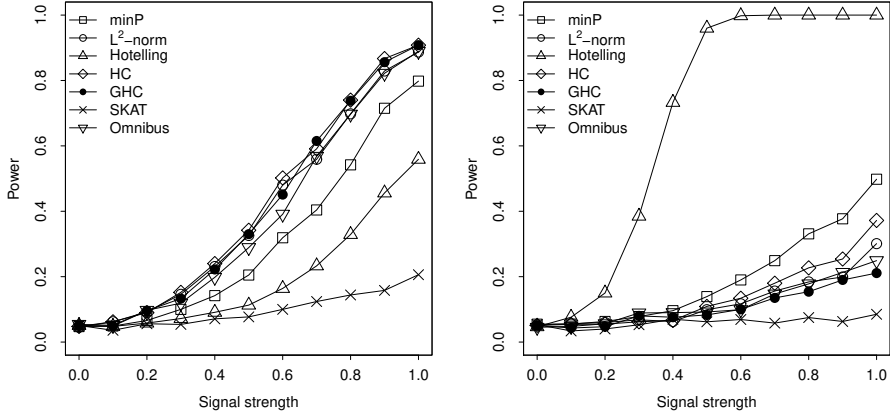 minP
L²−norm
Hotelling
HC
GHC
SKAT
Omnibus
1.0
0.8
0.6
0.4
0.2
0.0
Power
0.0 0.2 0.4 0.6 0.8 1.0
Signal strength
minP
L²−norm
Hotelling
HC
GHC
SKAT
Omnibus
1.0
0.8
0.6
0.4
0.2
0.0
Power
0.0 0.2 0.4 0.6 0.8 1.0
Signal strength